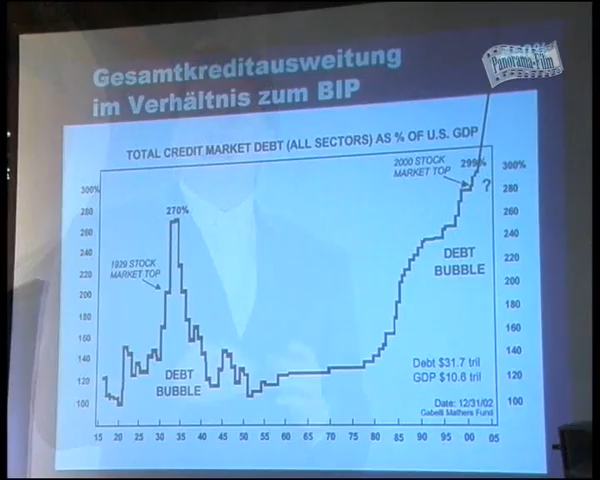 Panorama-Film
Gesamtkreditausweitung
im Verhältnis zum BIP
TOTAL CREDIT MARKET DEBT (ALL SECTORS) AS % OF U.S. GDP
2000 STOCK
MARKET TOP
299%
300%
300%
280
280
?
270%
260
260
240
240
1929 STOCK
MARKET TOP
220
220
DEBT
BUBBLE
200
200
180
180
160
160
140
140
DEBT
BUBBLE
Debt $31.7 tril
GDP $10.6 tril
120
120
100
100
Date: 12/31/02
Gabelli Mathers Fund
15 20 25 30 35 40 45 50 55 60 65 70 75 80 85 90 95 00 05